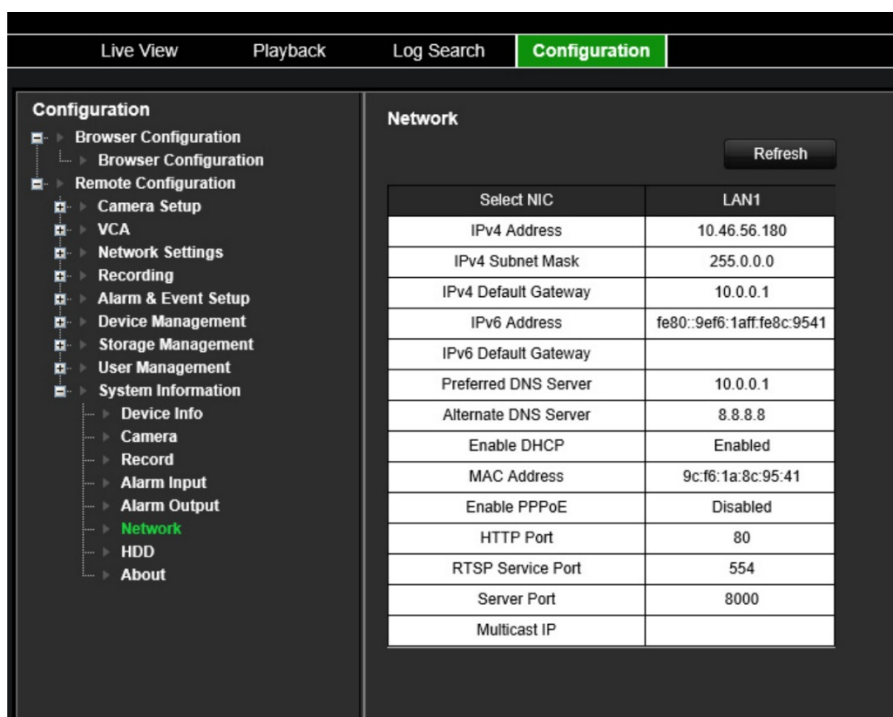 Live View Playback Log Search Configuration
Configuration
Browser Configuration
Browser Configuration
Remote Configuration
Camera Setup
VCA
Network Settings
Recording
Alarm & Event Setup
Device Management
Storage Management
User Management
System Information
Device Info
Camera
Record
Alarm Input
Alarm Output
Network
HDD
About
Network
Refresh
Select NIC LAN1
IPv4 Address 10.46.56.180
IPv4 Subnet Mask 255.0.0.0
IPv4 Default Gateway 10.0.0.1
IPv6 Address fe80::9ef6:1aff:fe8c:9541
IPv6 Default Gateway
Preferred DNS Server 10.0.0.1
Alternate DNS Server 8.8.8.8
Enable DHCP Enabled
MAC Address 9c:f6:1a:8c:95:41
Enable PPPoE Disabled
HTTP Port 80
RTSP Service Port 554
Server Port 8000
Multicast IP